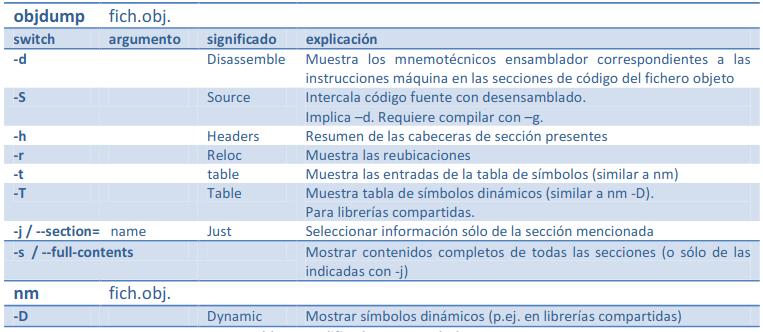 objdump fich.obj.
switch argumento significado explicación
-d Disassemble Muestra los mnemotécnicos ensamblador correspondientes a las
instrucciones máquina en las secciones de código del fichero objeto
-S Source Intercala código fuente con desensamblado.
Implica –d. Requiere compilar con –g.
-h Headers Resumen de las cabeceras de sección presentes
-r Reloc Muestra las reubicaciones
-t table Muestra las entradas de la tabla de símbolos (similar a nm)
-T Table Muestra tabla de símbolos dinámicos (similar a nm -D).
Para librerías compartidas.
-j / --section= name Just Seleccionar información sólo de la sección mencionada
-s / --full-contents Mostrar contenidos completos de todas las secciones (o sólo de las
indicadas con -j)
nm fich.obj.
-D Dynamic Mostrar símbolos dinámicos (p.ej. en librerías compartidas)